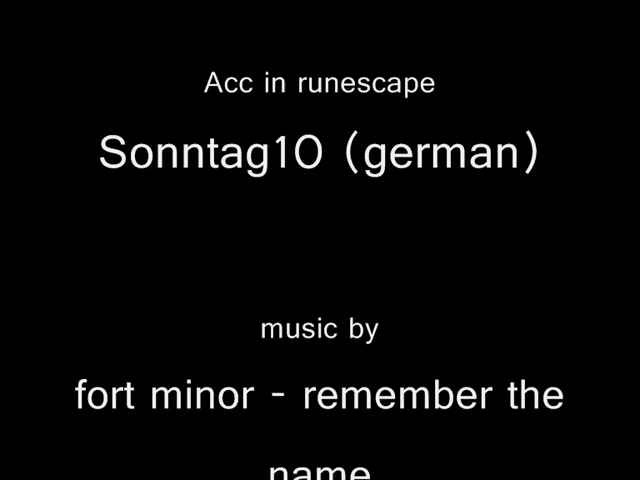 Acc in runescape
Sonntag10 (german)
music by
fort minor - remember the
name